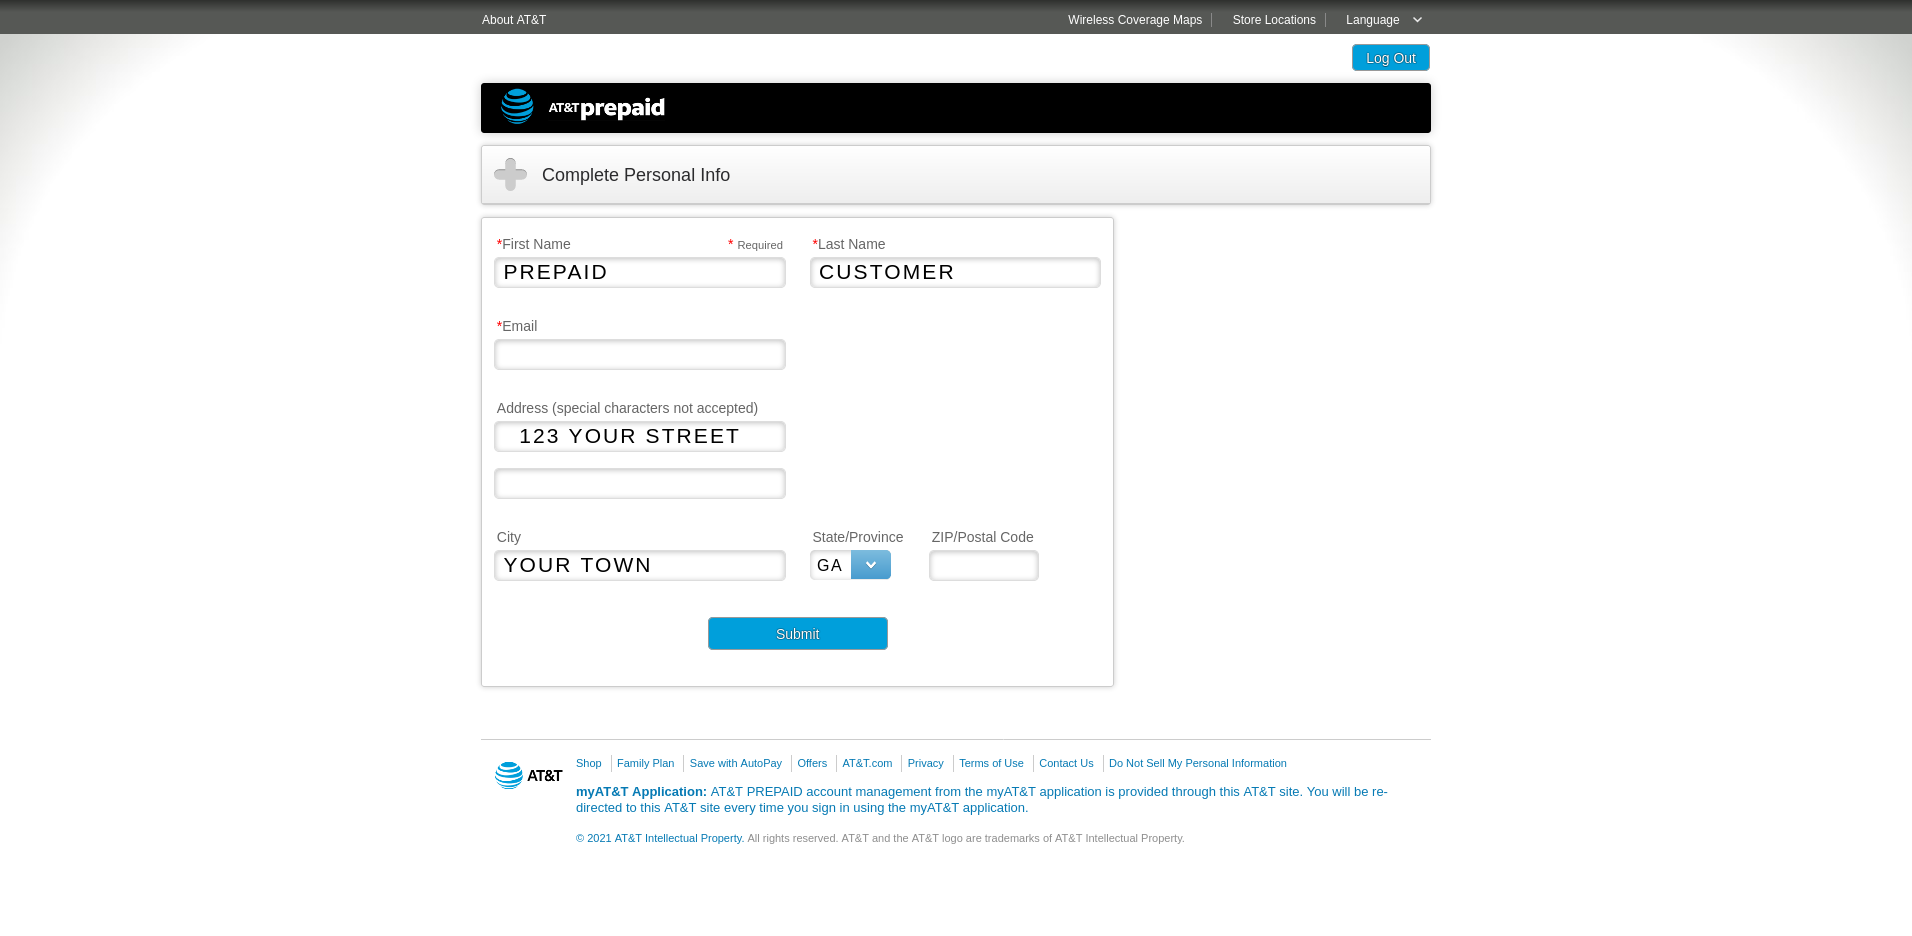 About AT&T
Wireless Coverage Maps
Store Locations
Language
Log Out
AT&T prepaid
Complete Personal Info
*First Name
* Required
*Last Name
PREPAID
CUSTOMER
*Email
Address (special characters not accepted)
123 YOUR STREET
City
State/Province
ZIP/Postal Code
YOUR TOWN
GA
Submit
AT&T
Shop
Family Plan
Save with AutoPay
Offers
AT&T.com
Privacy
Terms of Use
Contact Us
Do Not Sell My Personal Information
myAT&T Application: AT&T PREPAID account management from the myAT&T application is provided through this AT&T site. You will be re-
directed to this AT&T site every time you sign in using the myAT&T application.
© 2021 AT&T Intellectual Property. All rights reserved. AT&T and the AT&T logo are trademarks of AT&T Intellectual Property.